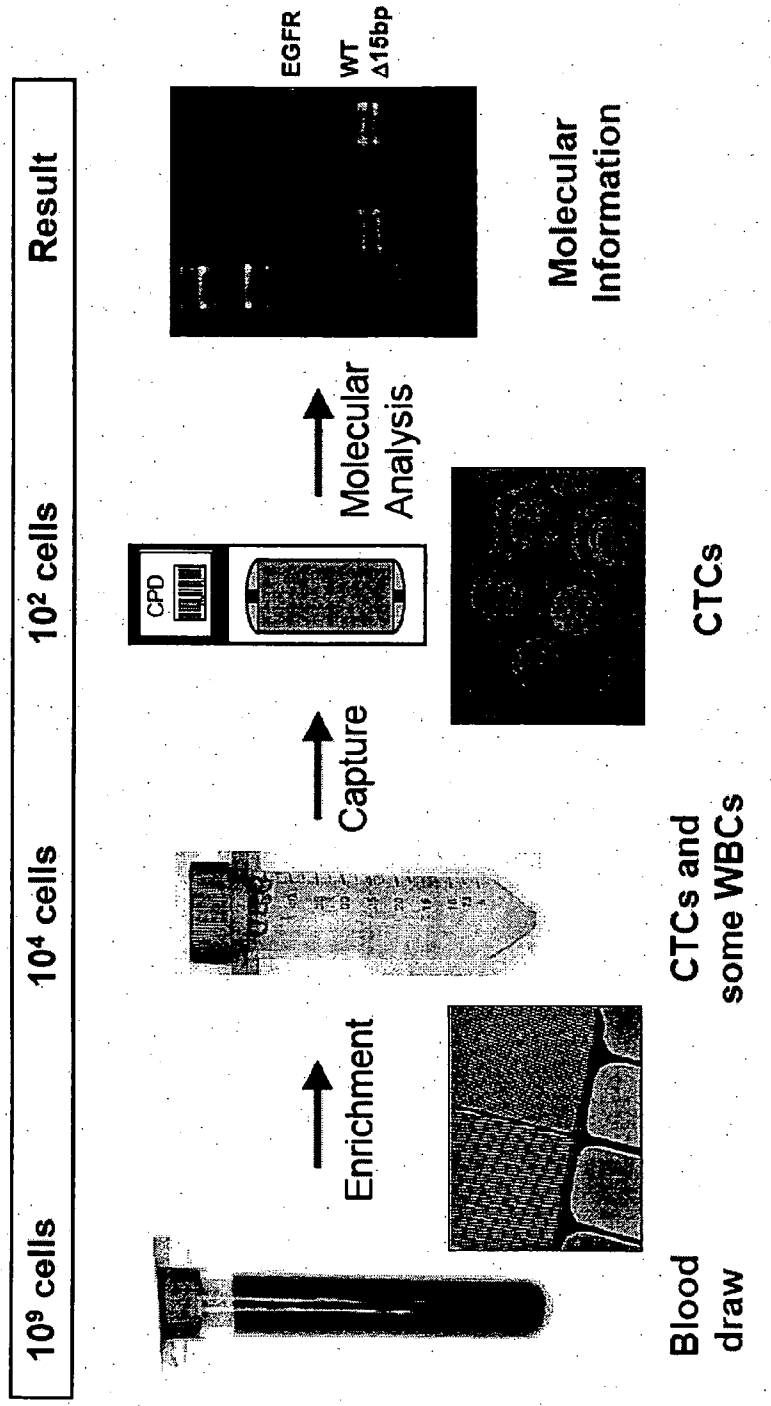 10⁹ cells
10⁴ cells
10² cells
Result
Enrichment
Capture
CPD
Molecular
Analysis
EGFR
WT
Δ15bp
Blood
draw
CTCs and
some WBCs
CTCs
Molecular
Information